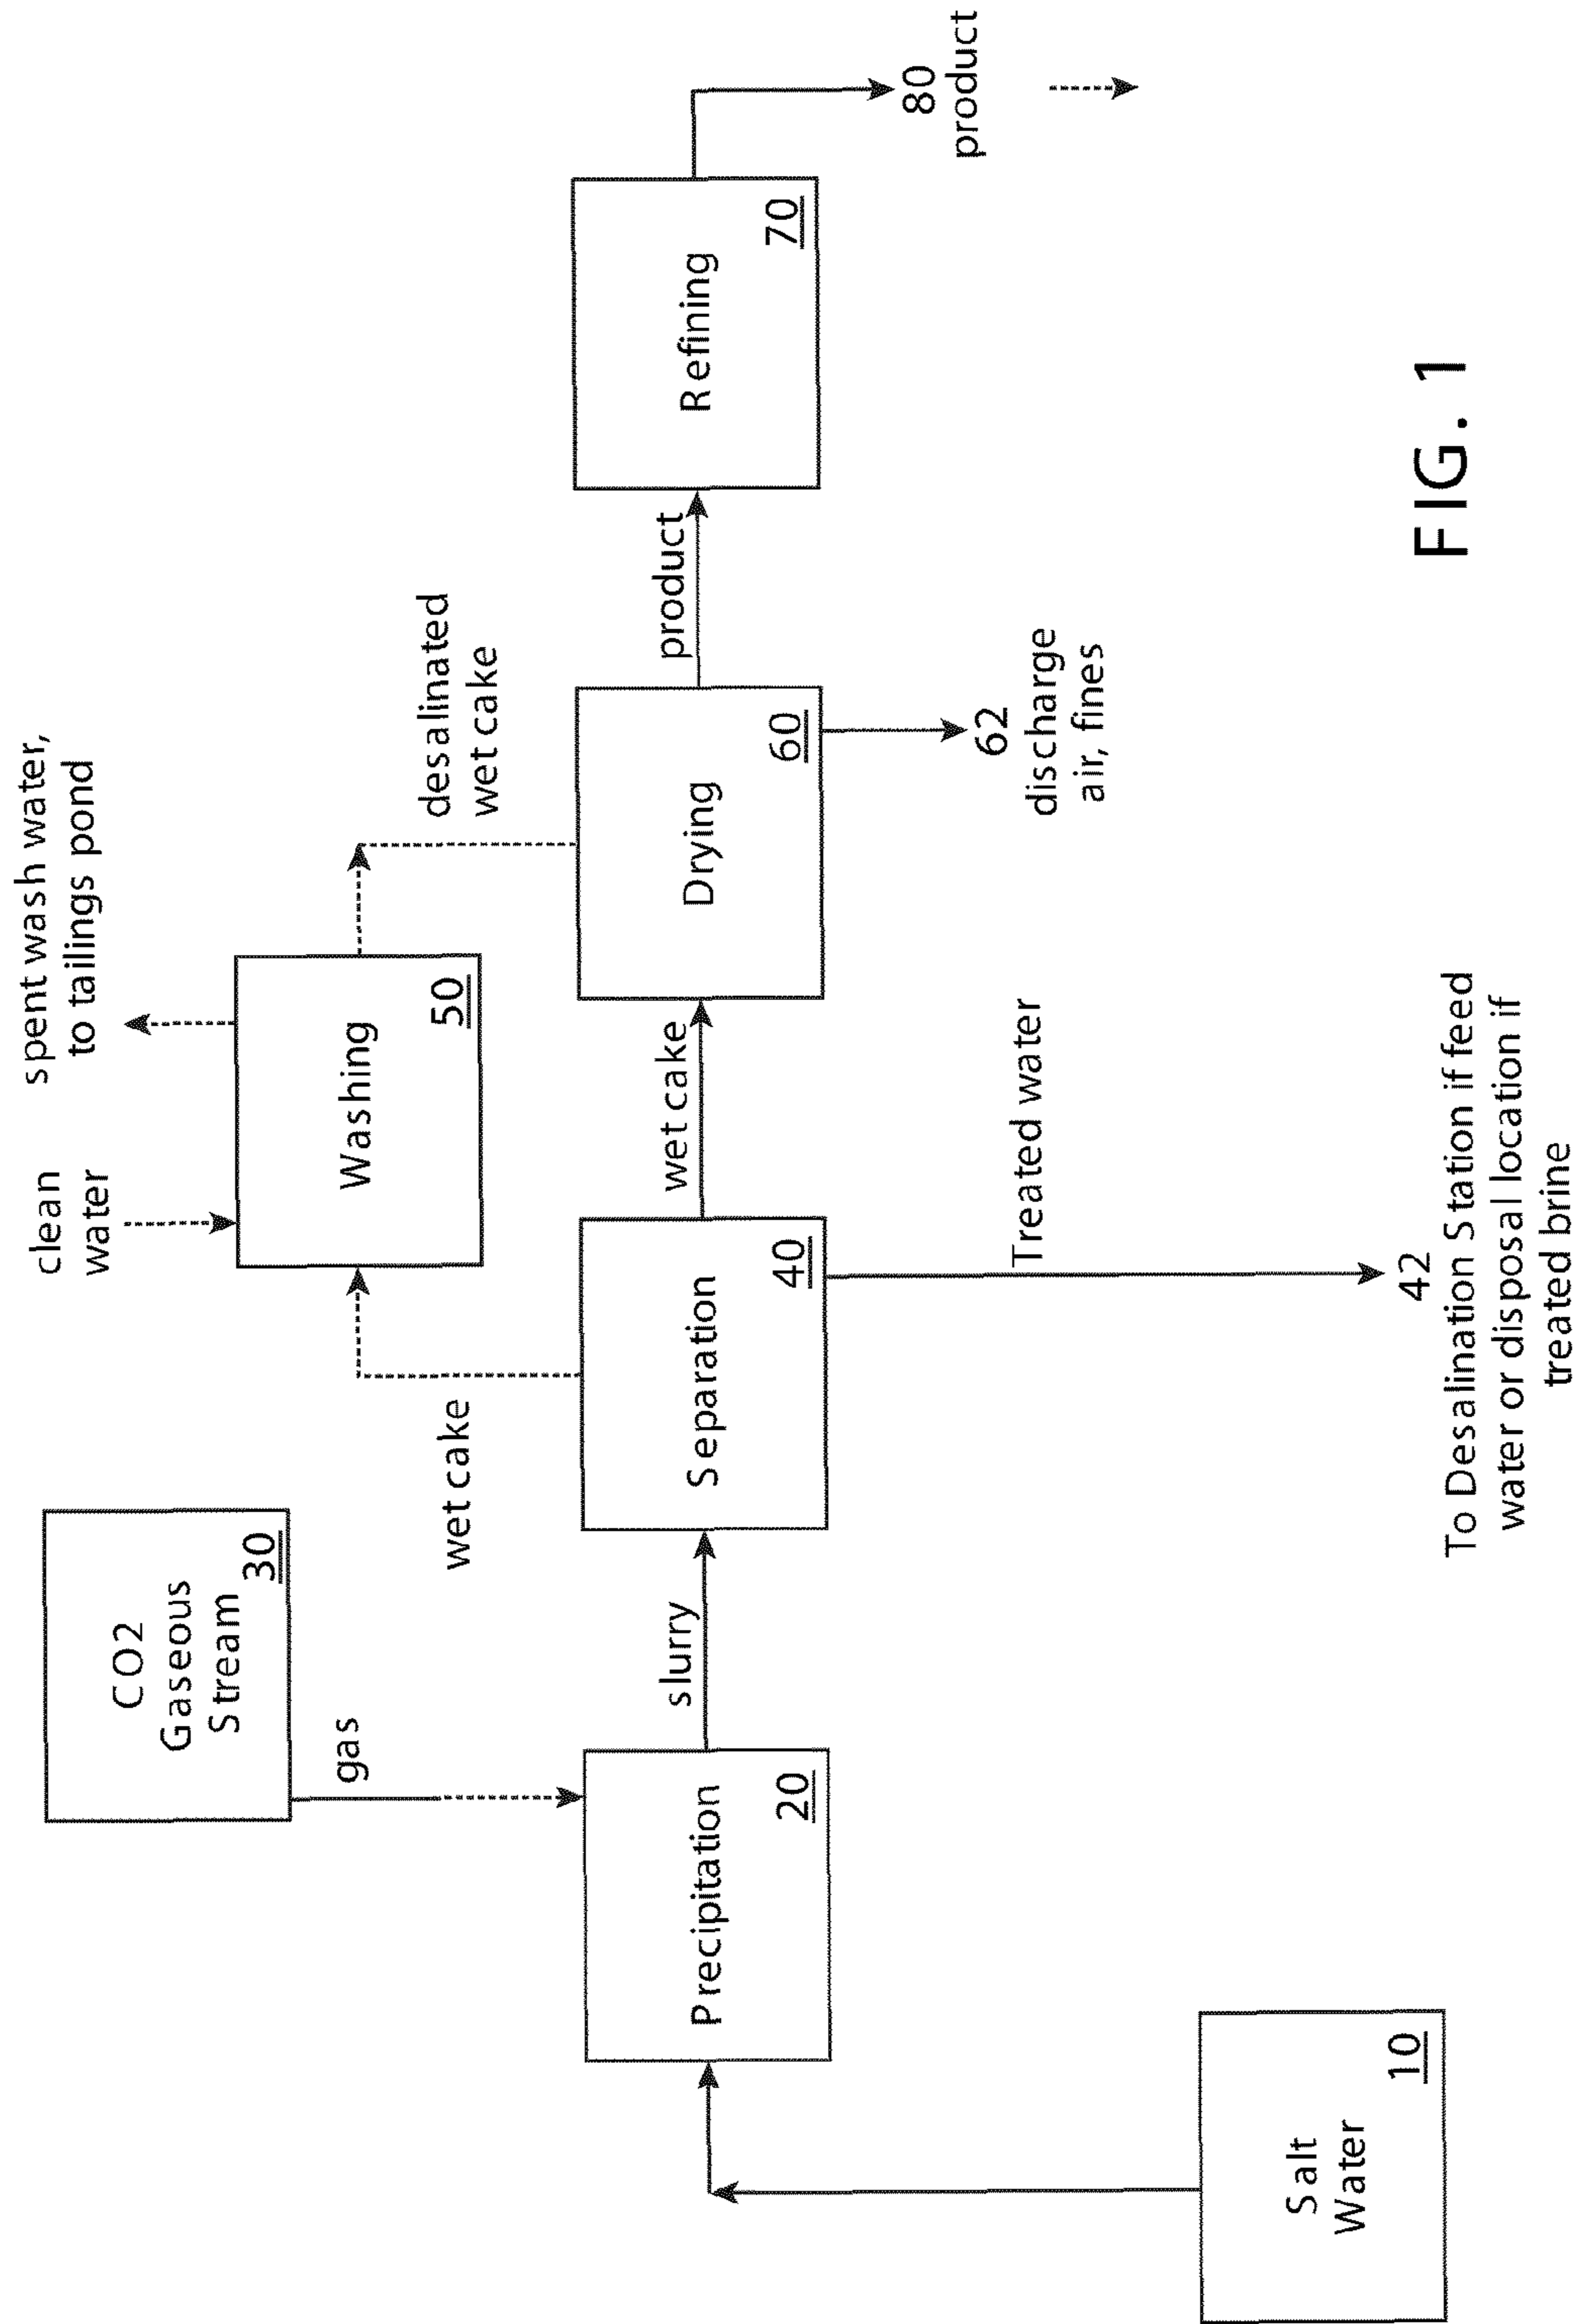 CO2
Gaseous
Stream
30
gas
clean
water
spent wash water,
to tailings pond
Washing
50
wet cake
desalinated
wet cake
Precipitation
20
slurry
Separation
40
wet cake
Drying
60
product
Refining
70
80
product
62
discharge
air, fines
Treated water
Salt
Water
10
42
To Desalination Station if feed
water or disposal location if
treated brine
FIG. 1